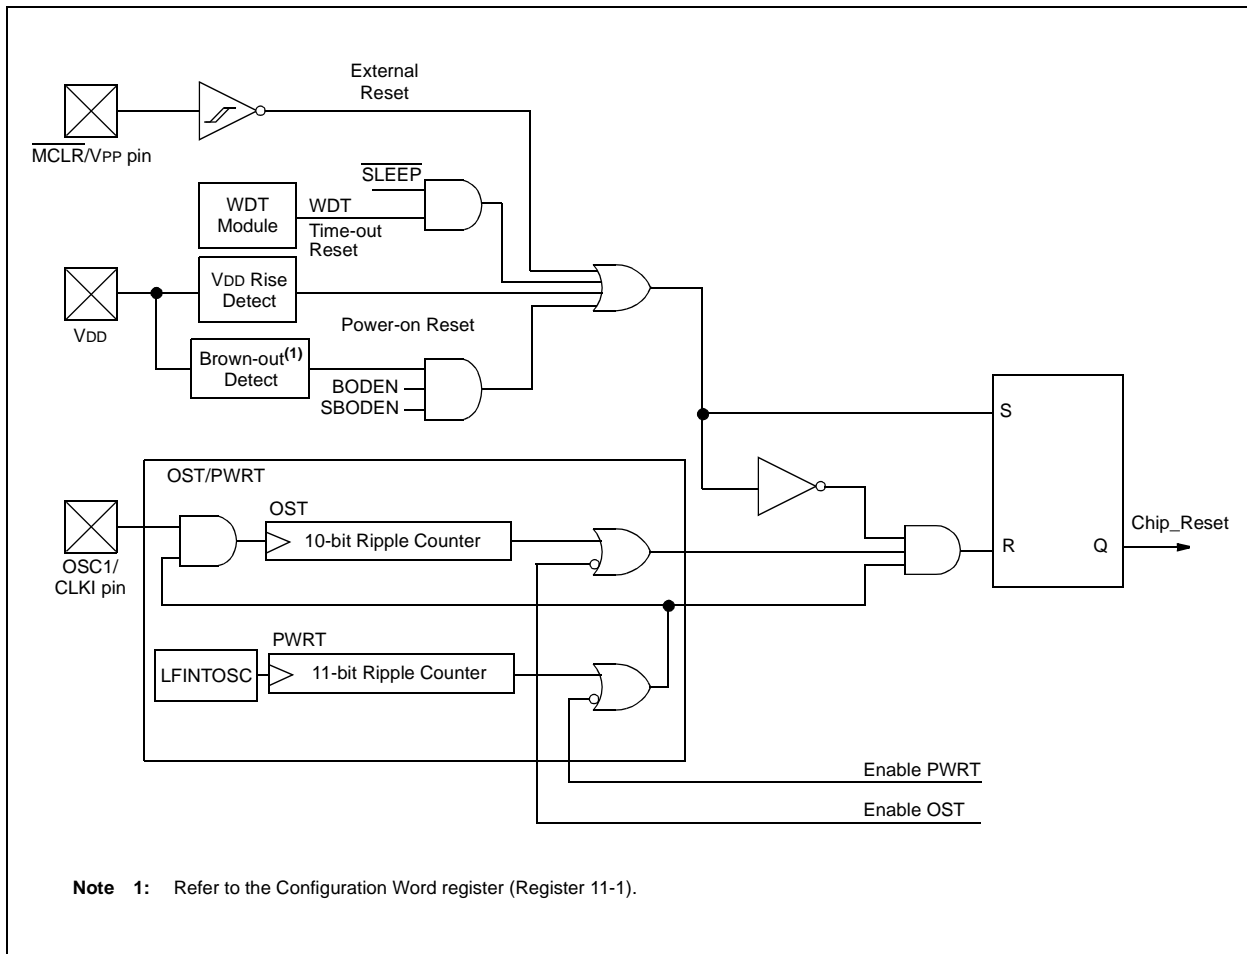 External
Reset
MCLR/VPP pin
SLEEP
WDT
Module
WDT
Time-out
Reset
VDD Rise
Detect
VDD
Power-on Reset
Brown-out(1)
Detect
BODEN
SBODEN
S
OST/PWRT
OST
10-bit Ripple Counter
OSC1/
CLKI pin
Chip_Reset
R
Q
PWRT
LFINTOSC
11-bit Ripple Counter
Enable PWRT
Enable OST
Note 1: Refer to the Configuration Word register (Register 11-1).